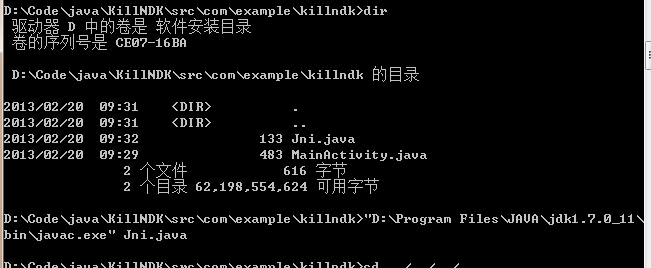 D:\Code\java\KillNDK\src\com\example\killndk>dir
驱动器 D 中的卷是 软件安装目录
卷的序列号是 CE07-16BA
D:\Code\java\KillNDK\src\com\example\killndk 的目录
2013/02/20 09:31 <DIR> .
2013/02/20 09:31 <DIR> ..
2013/02/20 09:32 133 Jni.java
2013/02/20 09:29 483 MainActivity.java
2 个文件 616 字节
2 个目录 62,198,554,624 可用字节
D:\Code\java\KillNDK\src\com\example\killndk>"D:\Program Files\JAVA\jdk1.7.0_11\
bin\javac.exe" Jni.java
D:\Code\java\KillNDK\src\com\example\killndk>cd